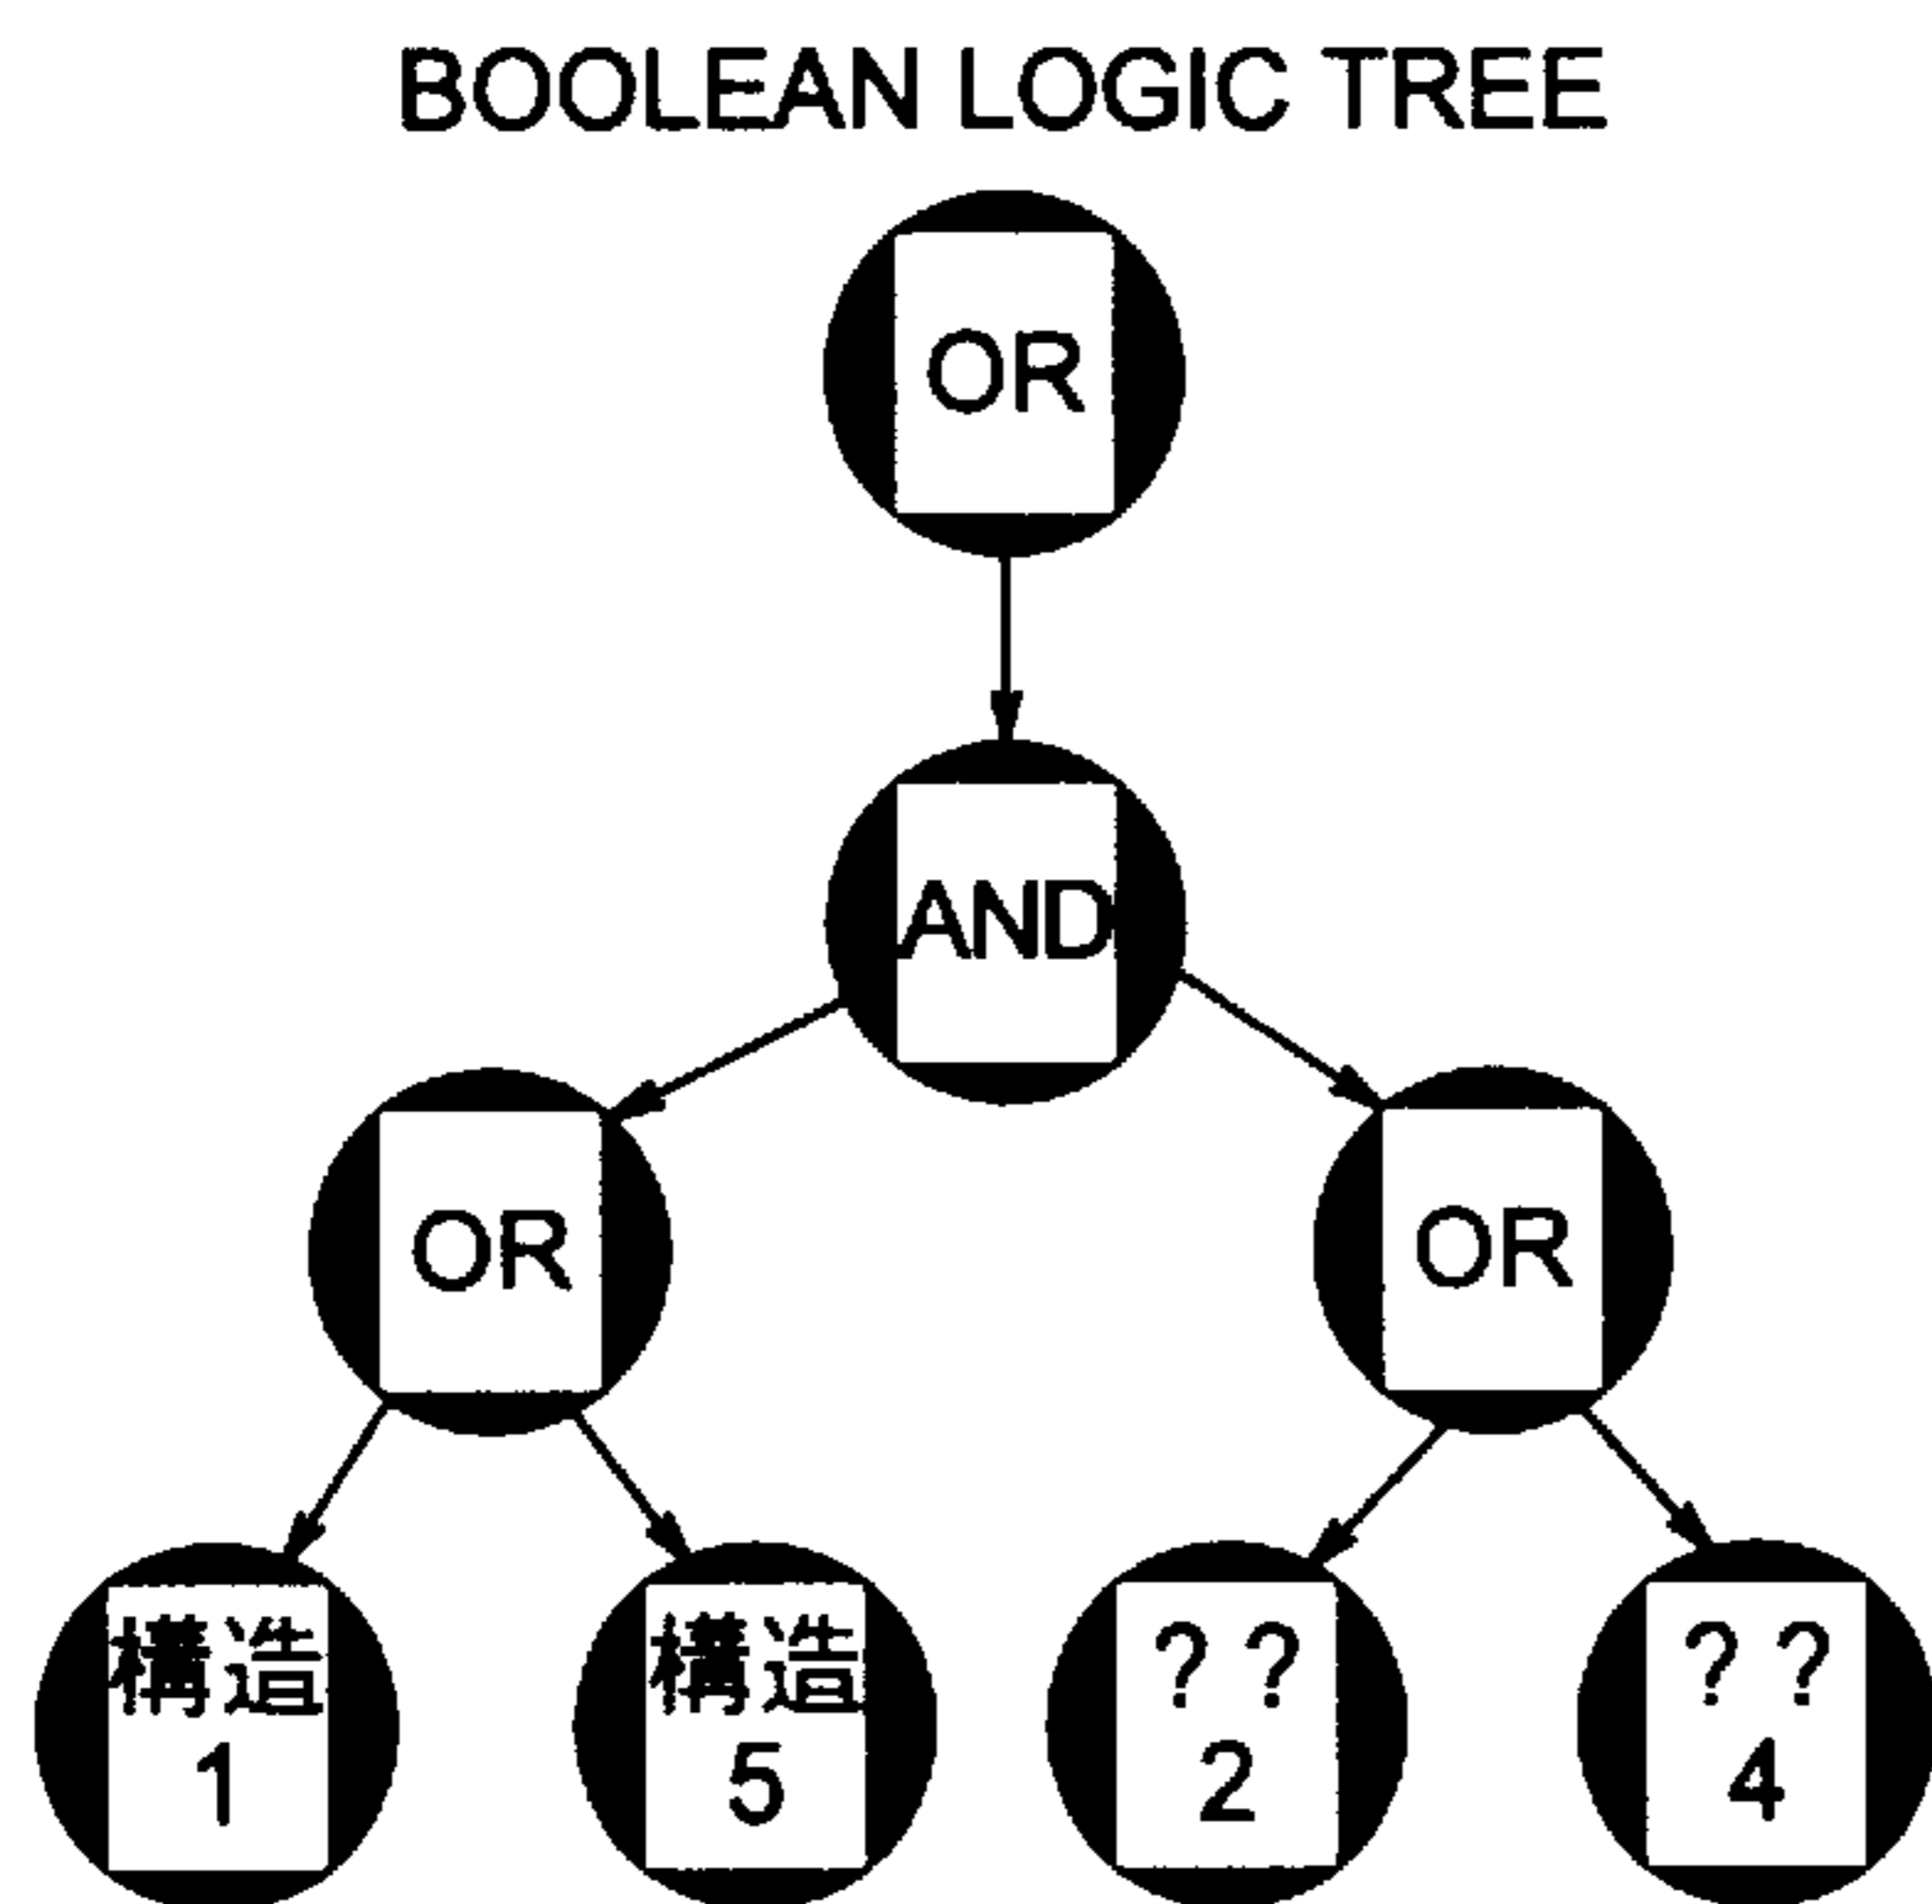 BOOLEAN LOGIC TREE
OR
AND
OR
OR
構造
1
構造
5
??
2
??
4